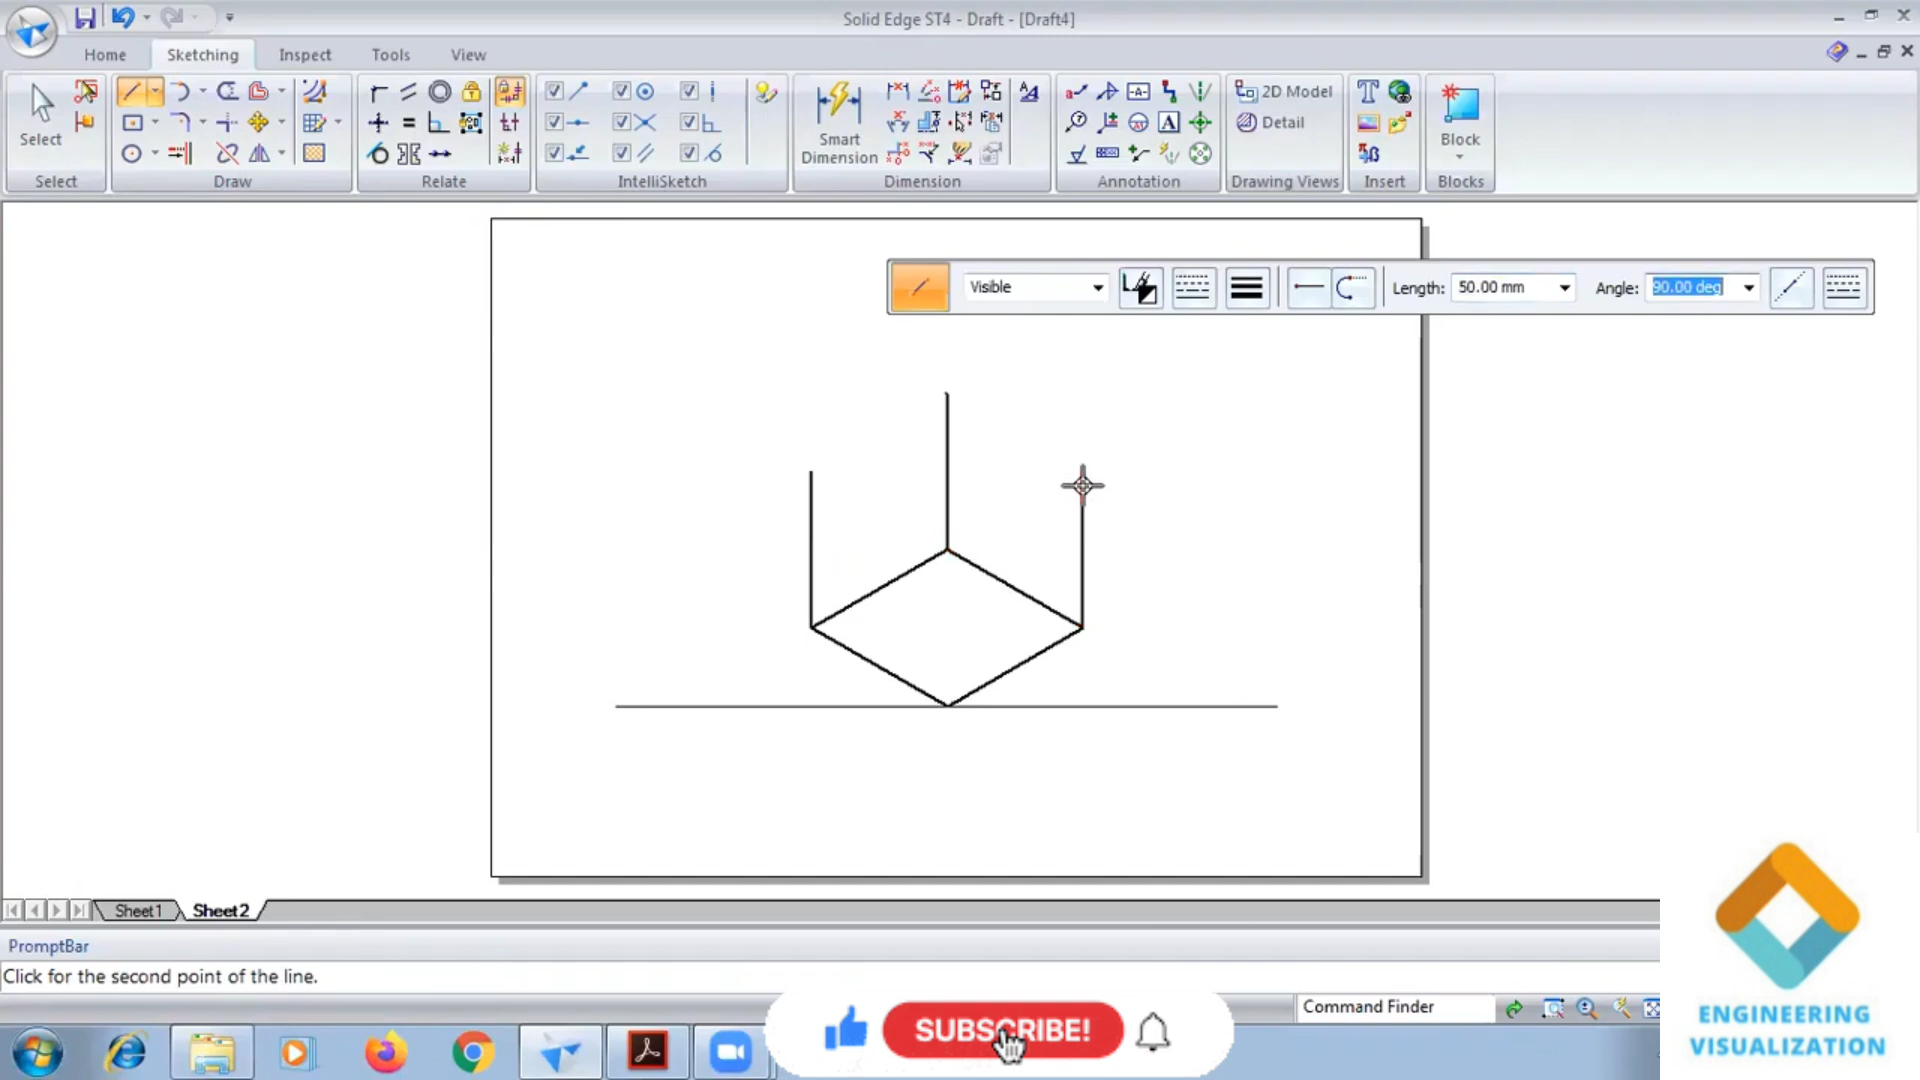 Solid Edge ST4 - Draft - [Draft4]
Home Sketching Inspect Tools View
Select
Smart
Dimension
A
2D Model
Detail
T
Block
Select Draw Relate IntelliSketch Dimension Annotation Drawing Views Insert Blocks
Visible Length: 50.00 mm Angle: 90.00 deg
Sheet1 Sheet2
PromptBar
Click for the second point of the line.
Command Finder
SUBSCRIBE!
ENGINEERING
VISUALIZATION